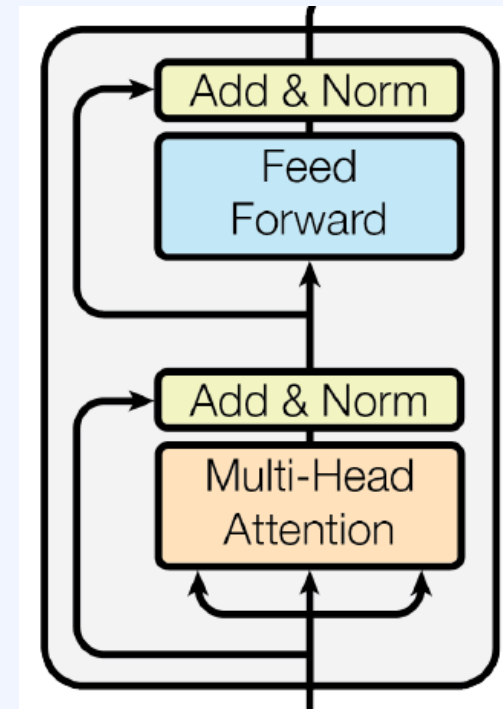 Add & Norm
Feed
Forward
Add & Norm
Multi-Head
Attention